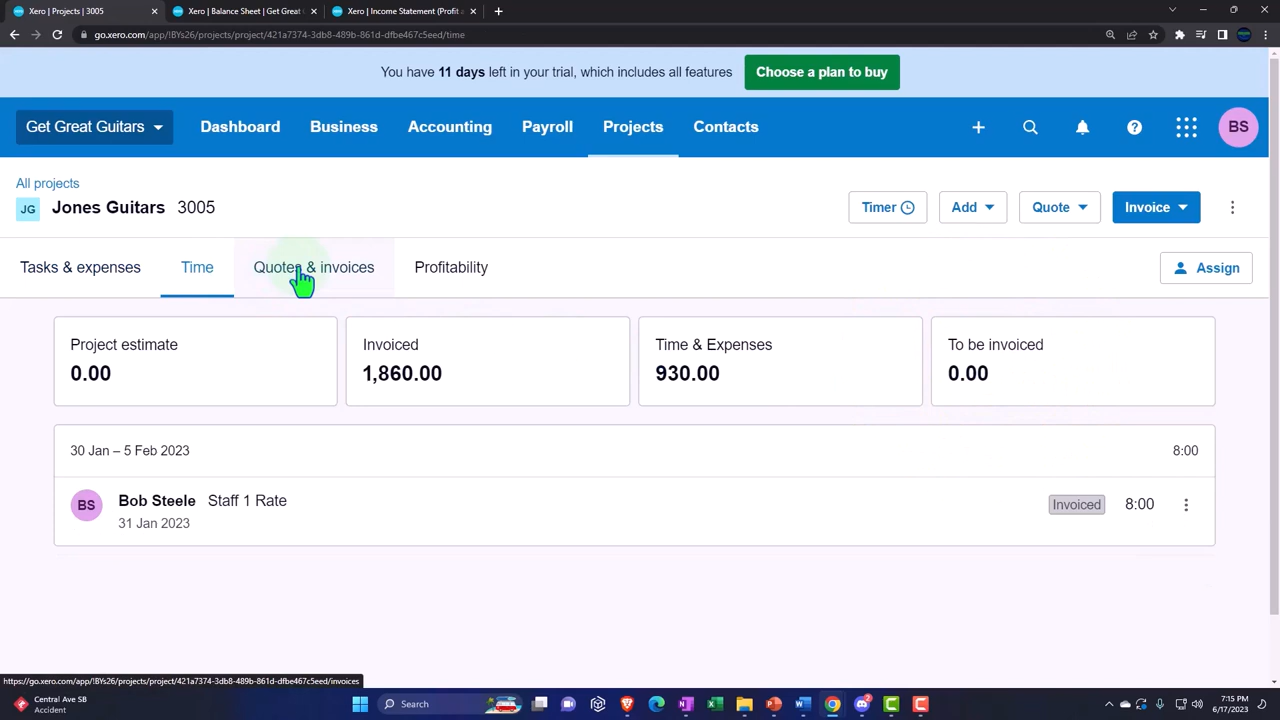 Xero | Projects | 3005
Xero | Balance Sheet | Get Great
Xero | Income Statement (Profit a
go.xero.com/app/!BYs26/projects/project/421a7374-3db8-489b-861d-dfbe467c5eed/time
You have 11 days left in your trial, which includes all features
Choose a plan to buy
Get Great Guitars
Dashboard
Business
Accounting
Payroll
Projects
Contacts
BS
All projects
JG
Jones Guitars 3005
Timer
Add
Quote
Invoice
Tasks & expenses
Time
Quotes & invoices
Profitability
Assign
Project estimate
0.00
Invoiced
1,860.00
Time & Expenses
930.00
To be invoiced
0.00
30 Jan – 5 Feb 2023
8:00
BS
Bob Steele Staff 1 Rate
Invoiced
8:00
31 Jan 2023
https://go.xero.com/app/!BYs26/projects/project/421a7374-3db8-489b-861d-dfbe467c5eed/invoices
Central Ave SB
Accident
Search
7:15 PM
6/17/2023